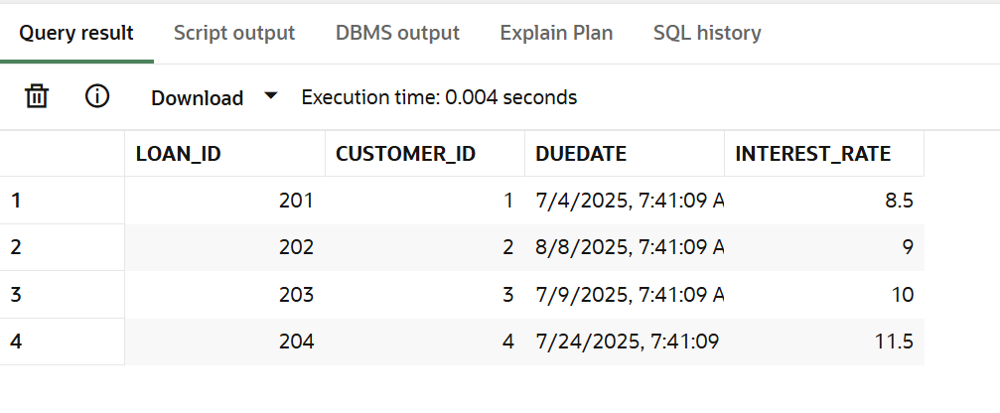 Query result Script output DBMS output Explain Plan SQL history
Download Execution time: 0.004 seconds
LOAN_ID CUSTOMER_ID DUEDATE INTEREST_RATE
1 201 1 7/4/2025, 7:41:09 A 8.5
2 202 2 8/8/2025, 7:41:09 A 9
3 203 3 7/9/2025, 7:41:09 A 10
4 204 4 7/24/2025, 7:41:09 11.5